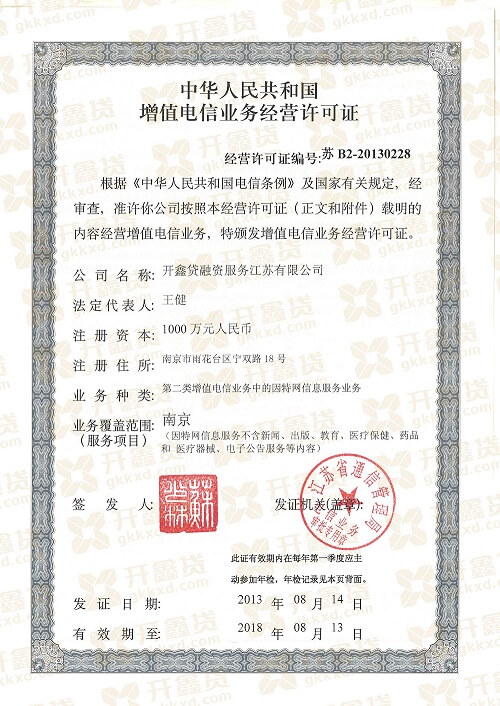 中华人民共和国
增值电信业务经营许可证
经营许可证编号:苏 B2-20130228
根据《中华人民共和国电信条例》及国家有关规定,经
审查,准许你公司按照本经营许可证(正文和附件)载明的
内容经营增值电信业务,特颁发增值电信业务经营许可证。
公司名称: 开鑫贷融资服务江苏有限公司
法定代表人: 王健
注册资本: 1000 万元人民币
注册住所: 南京市雨花台区宁双路 18 号
业务种类: 第二类增值电信业务中的因特网信息服务业务
业务覆盖范围: 南京
(服务项目) (因特网信息服务不含新闻、出版、教育、医疗保健、药品
和 医疗器械、电子公告服务等内容)
签发人 发证机关(盖章):
江苏省通信管理局
电信业务
审批专用章
此证有效期内在每年第一季度应主
动参加年检,年检记录见本页背面。
发证日期: 2013 年 08 月 14 日
有效期至: 2018 年 08 月 13 日
开鑫贷
gkkxd.com